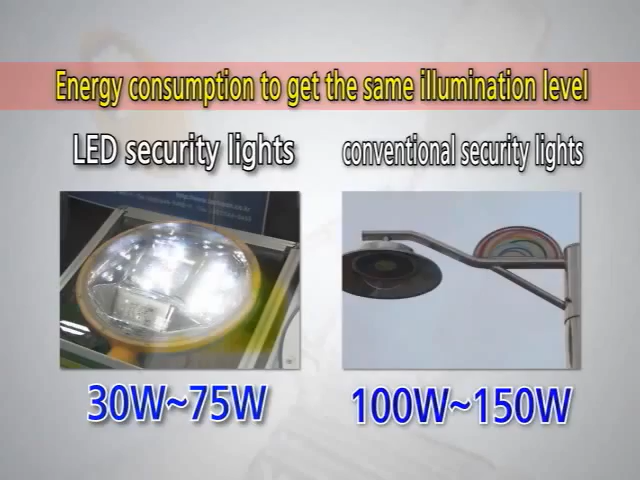 Energy consumption to get the same illumination level
LED security lights
conventional security lights
30W~75W
100W~150W